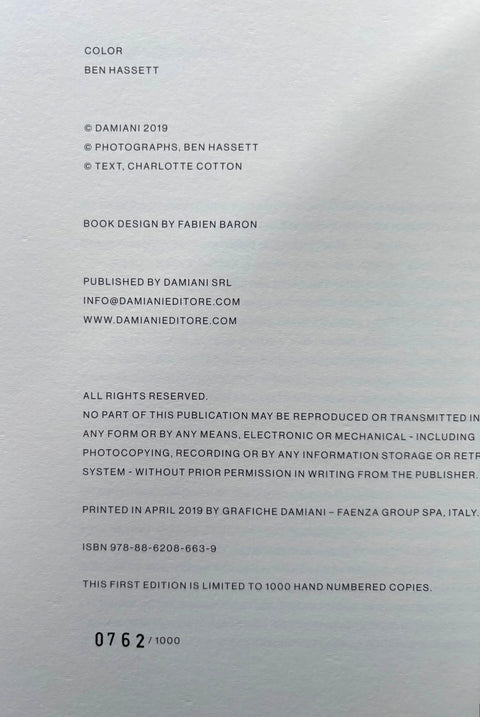 COLOR
BEN HASSETT
© DAMIANI 2019
© PHOTOGRAPHS, BEN HASSETT
© TEXT, CHARLOTTE COTTON
BOOK DESIGN BY FABIEN BARON
PUBLISHED BY DAMIANI SRL
INFO@DAMIANIEDITORE.COM
WWW.DAMIANIEDITORE.COM
ALL RIGHTS RESERVED.
NO PART OF THIS PUBLICATION MAY BE REPRODUCED OR TRANSMITTED IN
ANY FORM OR BY ANY MEANS, ELECTRONIC OR MECHANICAL - INCLUDING
PHOTOCOPYING, RECORDING OR BY ANY INFORMATION STORAGE OR RETR
SYSTEM - WITHOUT PRIOR PERMISSION IN WRITING FROM THE PUBLISHER.
PRINTED IN APRIL 2019 BY GRAFICHE DAMIANI – FAENZA GROUP SPA, ITALY.
ISBN 978-88-6208-663-9
THIS FIRST EDITION IS LIMITED TO 1000 HAND NUMBERED COPIES.
0762 / 1000